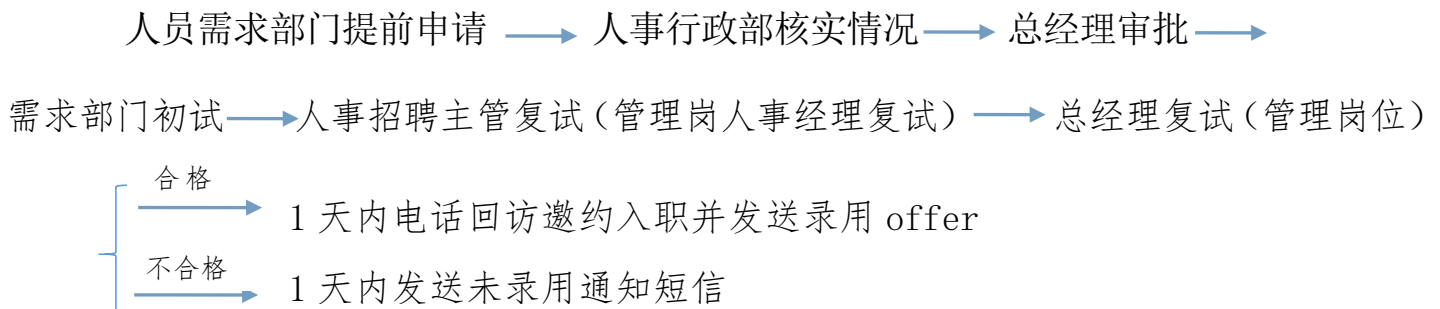 人员需求部门提前申请 人事行政部核实情况 总经理审批
需求部门初试 人事招聘主管复试（管理岗人事经理复试） 总经理复试（管理岗位）
合格
1天内电话回访邀约入职并发送录用offer
不合格
1天内发送未录用通知短信